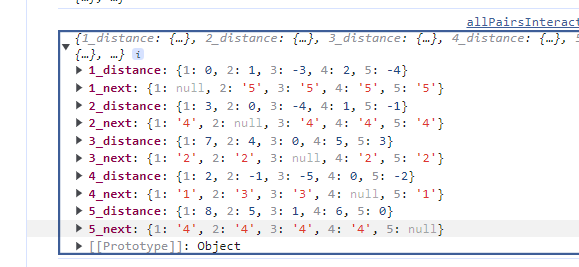 {…}, …}
allPairsInterac
{1_distance: {…}, 2_distance: {…}, 3_distance: {…}, 4_distance: {…}, 5
{…}, …} i
1_distance: {1: 0, 2: 1, 3: -3, 4: 2, 5: -4}
1_next: {1: null, 2: '5', 3: '5', 4: '5', 5: '5'}
2_distance: {1: 3, 2: 0, 3: -4, 4: 1, 5: -1}
2_next: {1: '4', 2: null, 3: '4', 4: '4', 5: '4'}
3_distance: {1: 7, 2: 4, 3: 0, 4: 5, 5: 3}
3_next: {1: '2', 2: '2', 3: null, 4: '2', 5: '2'}
4_distance: {1: 2, 2: -1, 3: -5, 4: 0, 5: -2}
4_next: {1: '1', 2: '3', 3: '3', 4: null, 5: '1'}
5_distance: {1: 8, 2: 5, 3: 1, 4: 6, 5: 0}
5_next: {1: '4', 2: '4', 3: '4', 4: '4', 5: null}
[[Prototype]]: Object